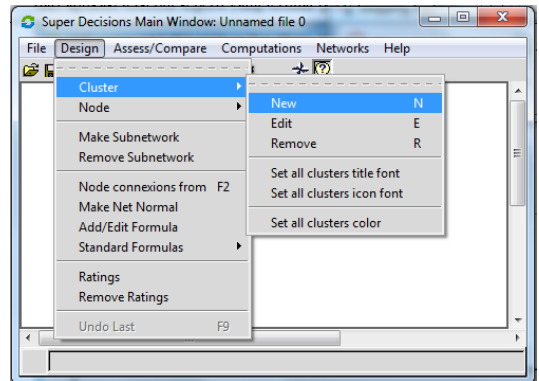 Super Decisions Main Window: Unnamed file 0
File Design Assess/Compare Computations Networks Help
Cluster
Node
Make Subnetwork
Remove Subnetwork
Node connexions from F2
Make Net Normal
Add/Edit Formula
Standard Formulas
Ratings
Remove Ratings
Undo Last F9
New N
Edit E
Remove R
Set all clusters title font
Set all clusters icon font
Set all clusters color